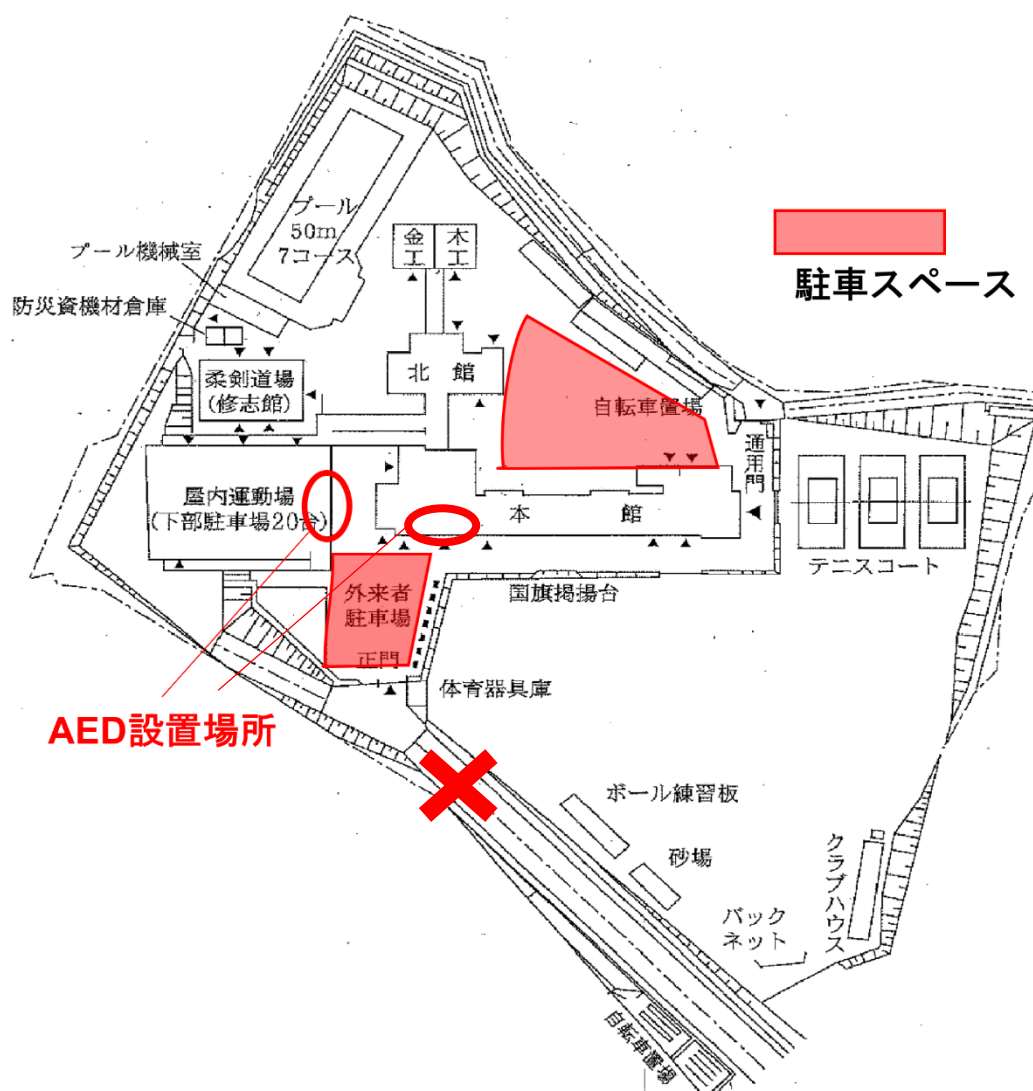 プール
50m
7コース
金工
木工
プール機械室
防災資機材倉庫
駐車スペース
北館
柔剣道場
(修志館)
自転車置場
通用門
屋内運動場
(下部駐車場20台)
本館
テニスコート
外来者
駐車場
国旗掲揚台
正門
体育器具庫
AED設置場所
ボール練習板
砂場
クラブハウス
バック
ネット
自転車置場